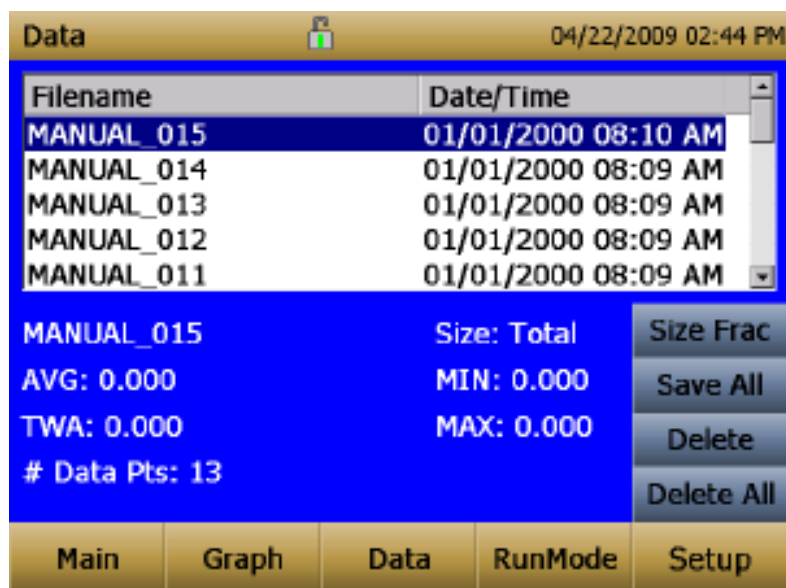 Data 04/22/2009 02:44 PM
Filename Date/Time
MANUAL_015 01/01/2000 08:10 AM
MANUAL_014 01/01/2000 08:09 AM
MANUAL_013 01/01/2000 08:09 AM
MANUAL_012 01/01/2000 08:09 AM
MANUAL_011 01/01/2000 08:09 AM
MANUAL_015 Size: Total Size Frac
AVG: 0.000 MIN: 0.000 Save All
TWA: 0.000 MAX: 0.000 Delete
# Data Pts: 13 Delete All
Main Graph Data RunMode Setup